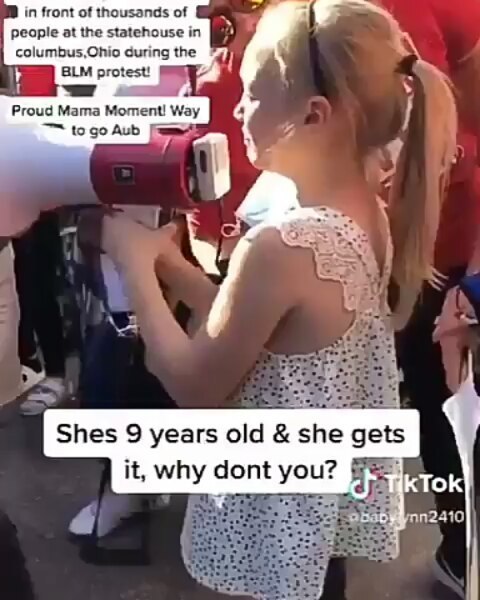 in front of thousands of
people at the statehouse in
columbus,Ohio during the
BLM protest!
Proud Mama Moment! Way
to go Aub
Shes 9 years old & she gets
it, why dont you?
TikTok